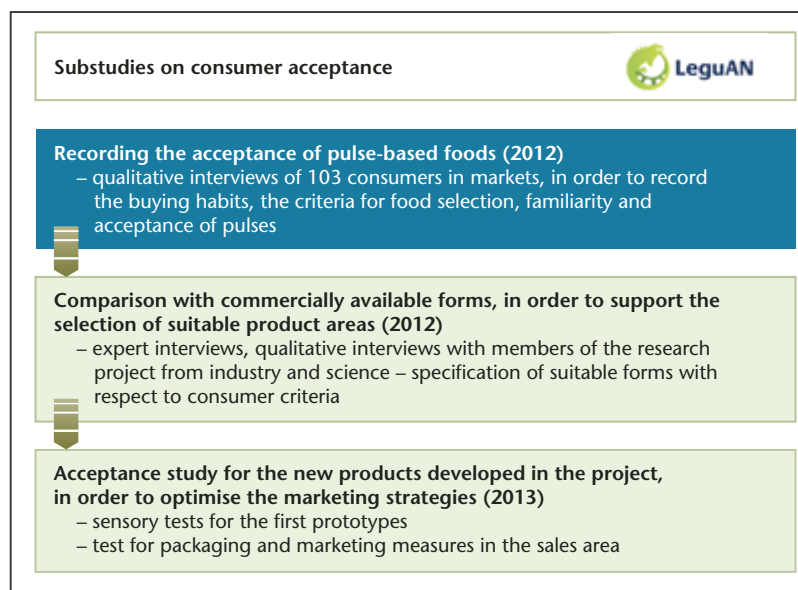 Substudies on consumer acceptance
LeguAN
Recording the acceptance of pulse-based foods (2012)
– qualitative interviews of 103 consumers in markets, in order to record
the buying habits, the criteria for food selection, familiarity and
acceptance of pulses
Comparison with commercially available forms, in order to support the
selection of suitable product areas (2012)
– expert interviews, qualitative interviews with members of the research
project from industry and science – specification of suitable forms with
respect to consumer criteria
Acceptance study for the new products developed in the project,
in order to optimise the marketing strategies (2013)
– sensory tests for the first prototypes
– test for packaging and marketing measures in the sales area